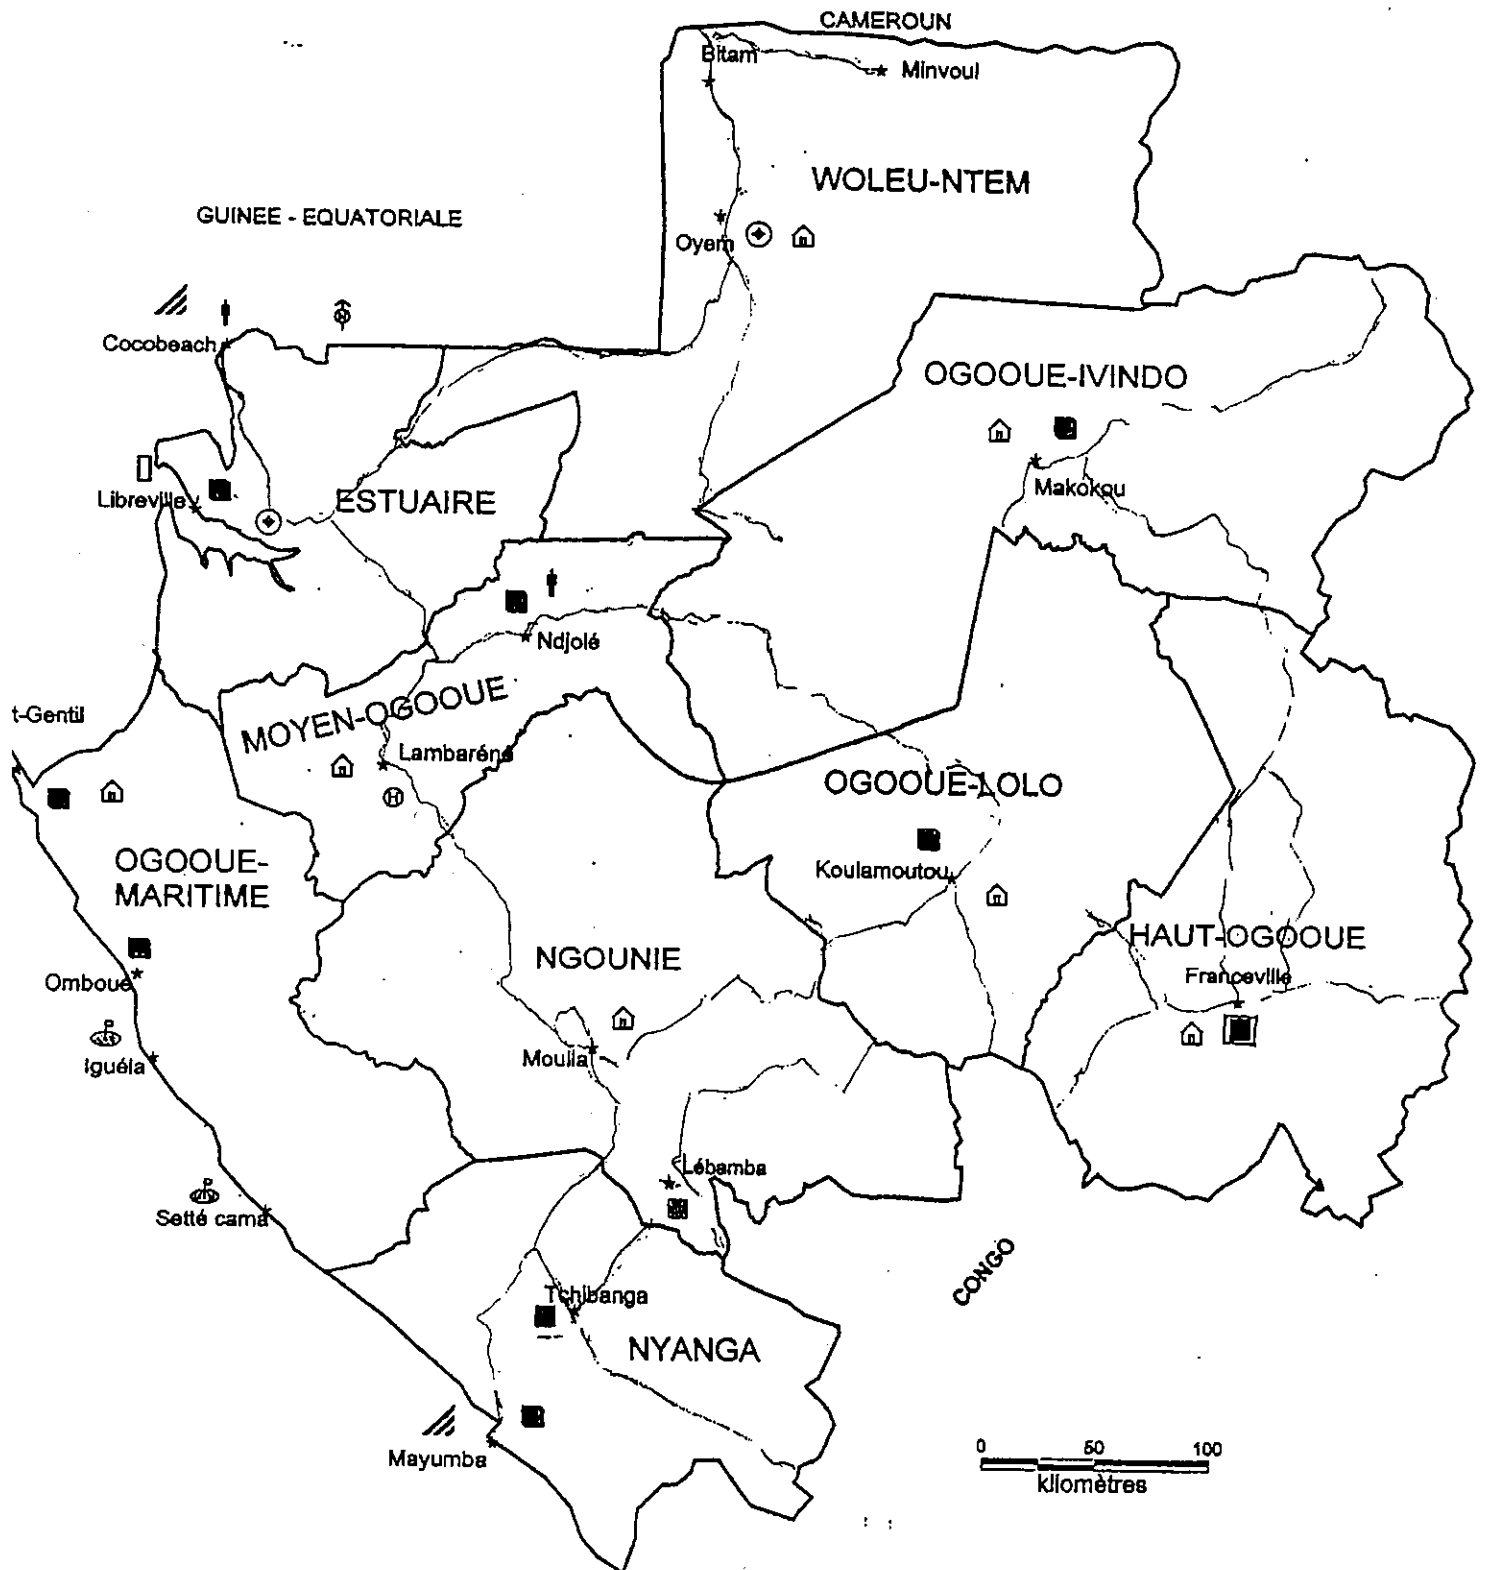 CAMEROUN
Bitam
Minvoul
WOLEU-NTEM
GUINEE - EQUATORIALE
Oyem
Cocobeach
OGOOUE-IVINDO
Makokou
Libreville
ESTUAIRE
Ndjolé
t-Gentil
MOYEN-OGOOUE
Lambaréné
H
OGOOUE-LOLO
OGOOUE-
MARITIME
Koulamoutou
HAUT-OGOOUE
NGOUNIE
Franceville
Omboué
Iguéla
Mouila
Lébamba
Setté cama
CONGO
Tchibanga
NYANGA
Mayumba
0 50 100
kilomètres